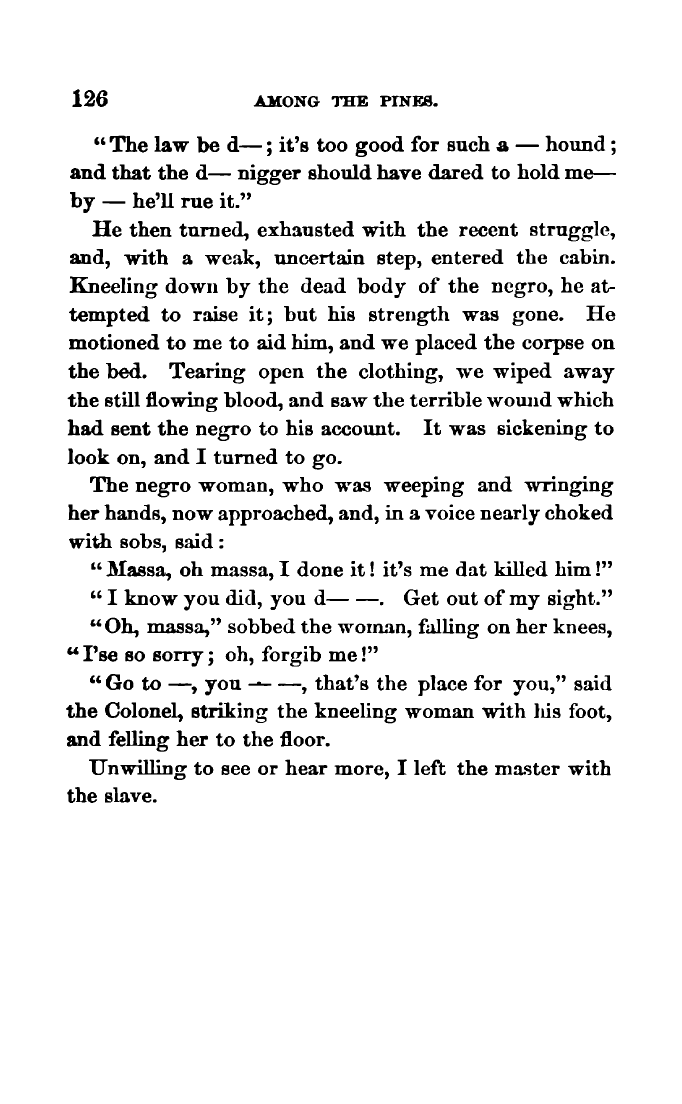 126 AMONG THE PINES.
“The law be d—; it’s too good for such a — hound;
and that the d— nigger should have dared to hold me—
by — he’ll rue it.”
He then turned, exhausted with the recent struggle,
and, with a weak, uncertain step, entered the cabin.
Kneeling down by the dead body of the negro, he at-
tempted to raise it; but his strength was gone. He
motioned to me to aid him, and we placed the corpse on
the bed. Tearing open the clothing, we wiped away
the still flowing blood, and saw the terrible wound which
had sent the negro to his account. It was sickening to
look on, and I turned to go.
The negro woman, who was weeping and wringing
her hands, now approached, and, in a voice nearly choked
with sobs, said:
“Massa, oh massa, I done it! it’s me dat killed him!”
“I know you did, you d— —. Get out of my sight.”
“Oh, massa,” sobbed the woman, falling on her knees,
“I’se so sorry; oh, forgib me!”
“Go to —, you — —, that’s the place for you,” said
the Colonel, striking the kneeling woman with his foot,
and felling her to the floor.
Unwilling to see or hear more, I left the master with
the slave.